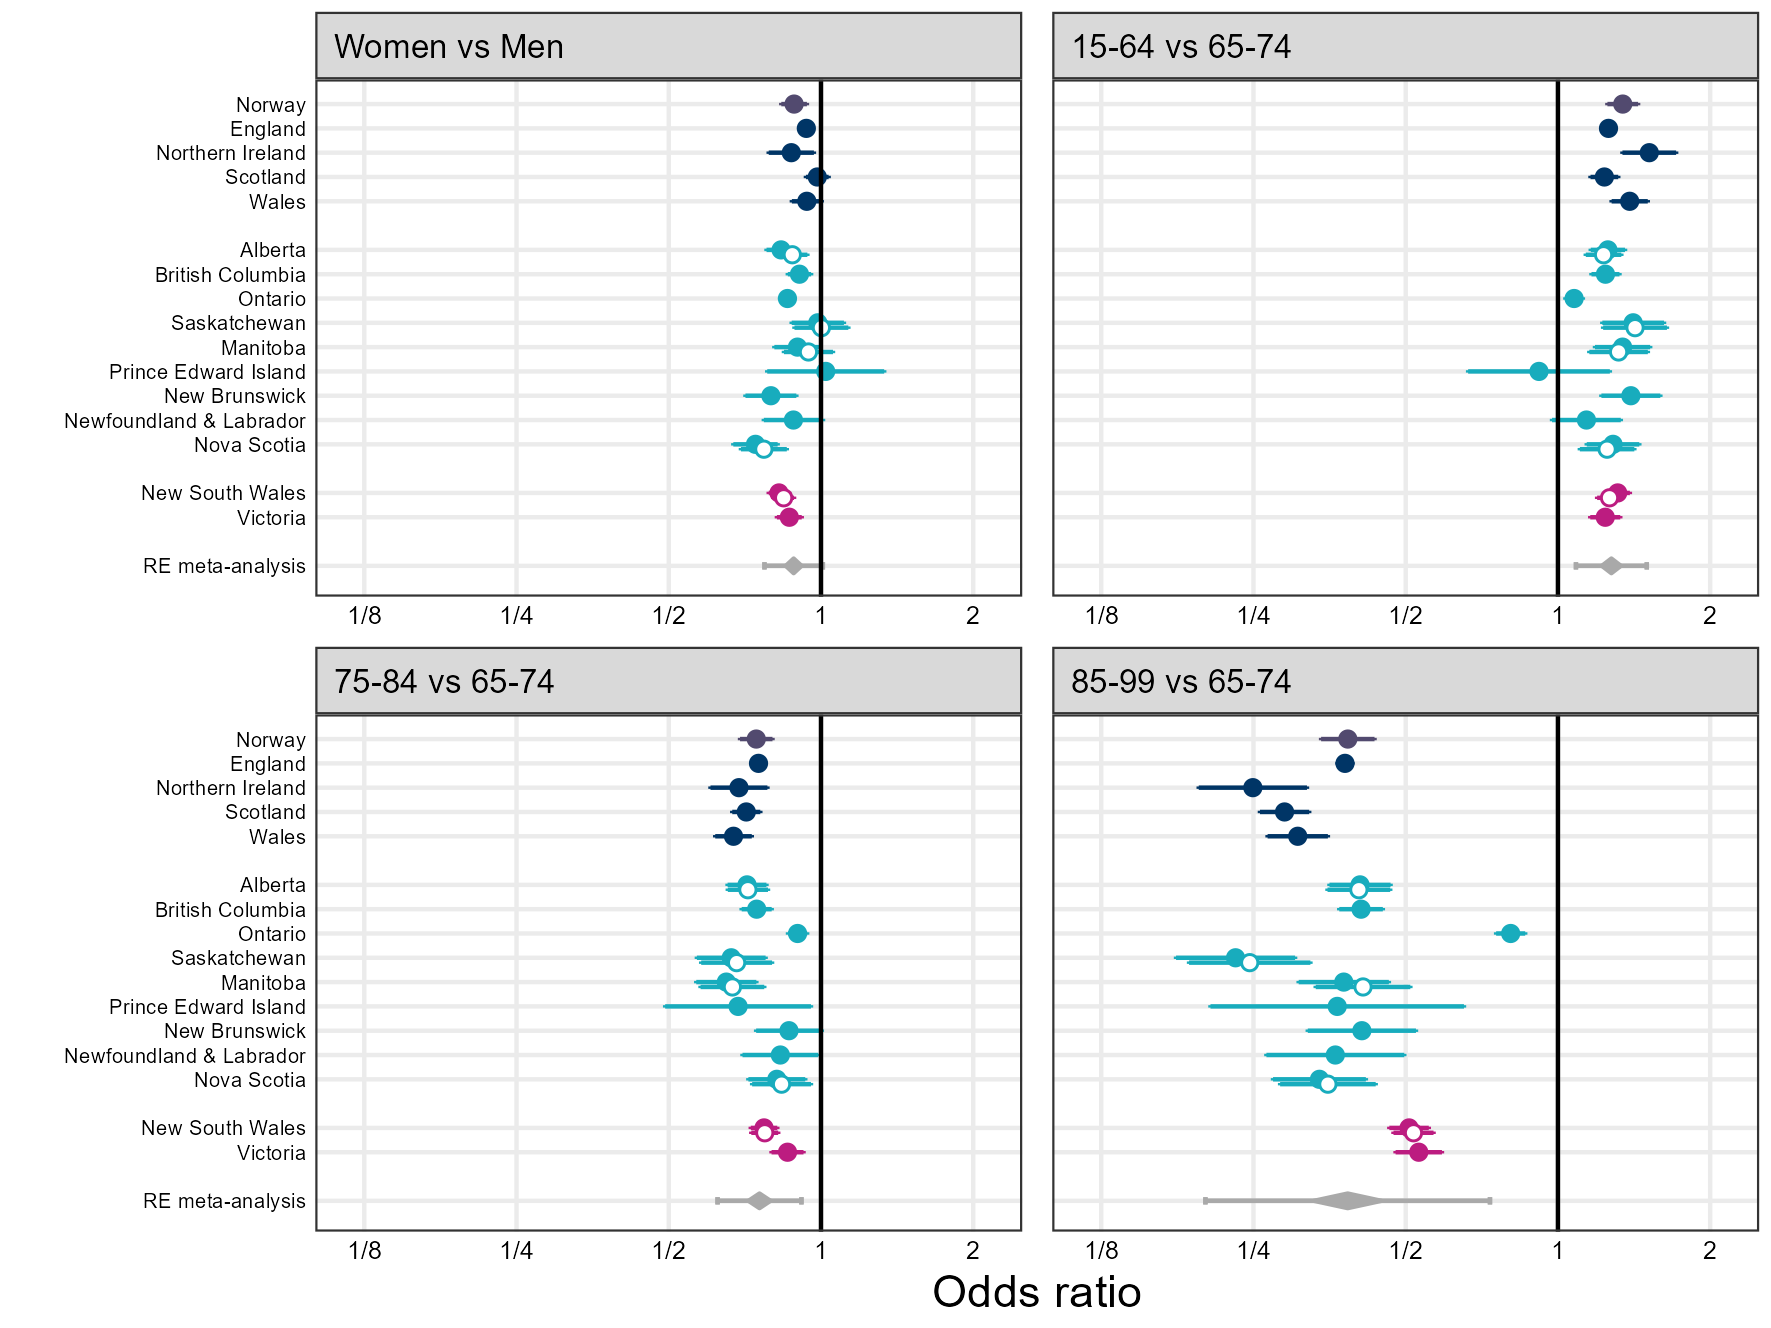 Women vs Men
15-64 vs 65-74
Norway
England
Northern Ireland
Scotland
Wales
Alberta
British Columbia
Ontario
Saskatchewan
Manitoba
Prince Edward Island
New Brunswick
Newfoundland & Labrador
Nova Scotia
New South Wales
Victoria
RE meta-analysis
1/8 1/4 1/2 1 2
1/8 1/4 1/2 1 2
75-84 vs 65-74
85-99 vs 65-74
Norway
England
Northern Ireland
Scotland
Wales
Alberta
British Columbia
Ontario
Saskatchewan
Manitoba
Prince Edward Island
New Brunswick
Newfoundland & Labrador
Nova Scotia
New South Wales
Victoria
RE meta-analysis
1/8 1/4 1/2 1 2
1/8 1/4 1/2 1 2
Odds ratio